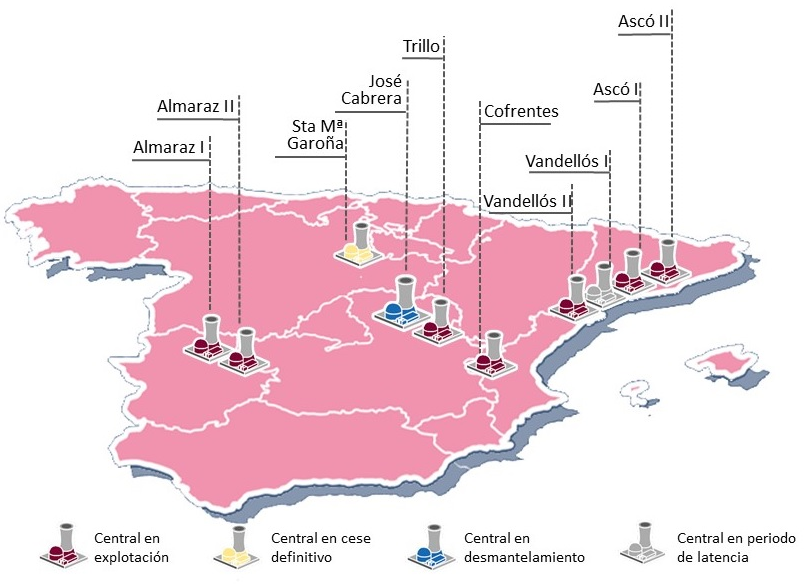 Ascó II
Trillo
José
Cabrera
Ascó I
Almaraz II
Cofrentes
Sta Mª
Garoña
Almaraz I
Vandellós I
Vandellós II
Central en
explotación
Central en cese
definitivo
Central en
desmantelamiento
Central en periodo
de latencia